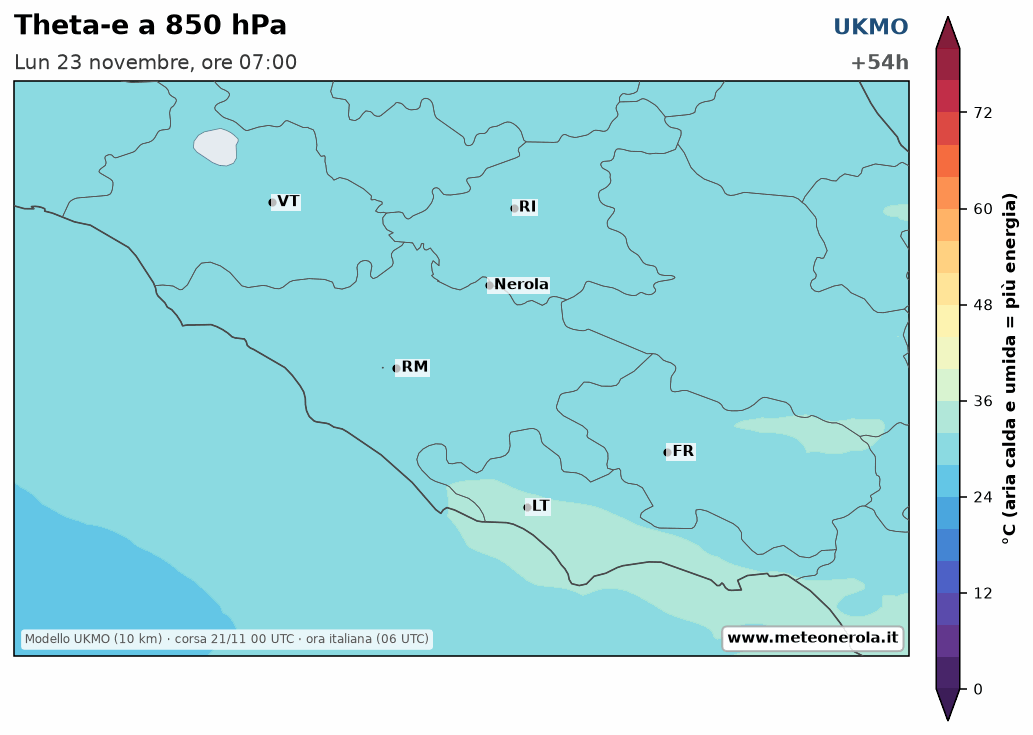 Theta-e a 850 hPa
UKMO
Lun 23 novembre, ore 07:00
+54h
VT
RI
Nerola
RM
FR
LT
72
60
48
36
24
12
0
°C (aria calda e umida = più energia)
Modello UKMO (10 km) · corsa 21/11 00 UTC · ora italiana (06 UTC)
www.meteonerola.it